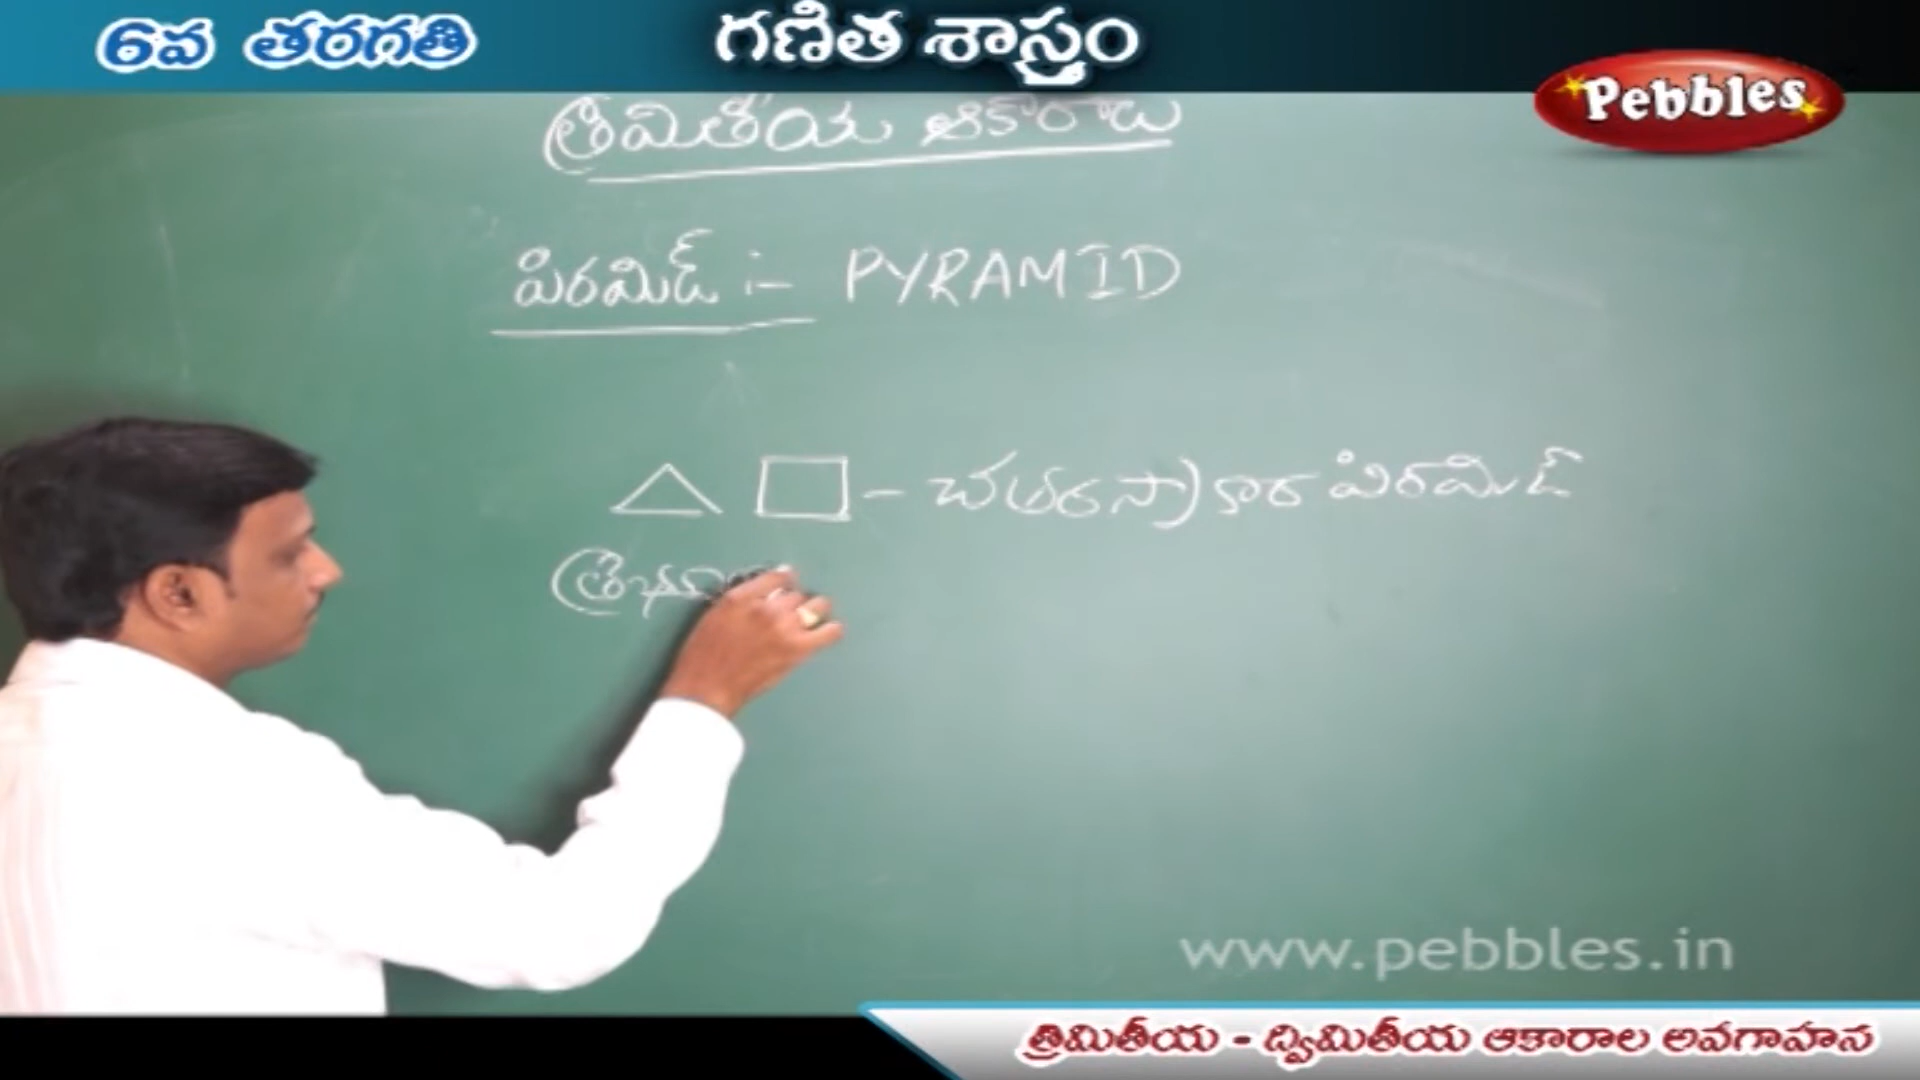 6వ తరగతి
గణిత శాస్త్రం
Pebbles
త్రిమితీయ ఆకారాలు
పిరమిడ్ :- PYRAMID
- చతురస్రాకార పిరమిడ్
www.pebbles.in
త్రిమితీయ - ద్విమితీయ ఆకారాల అవగాహన